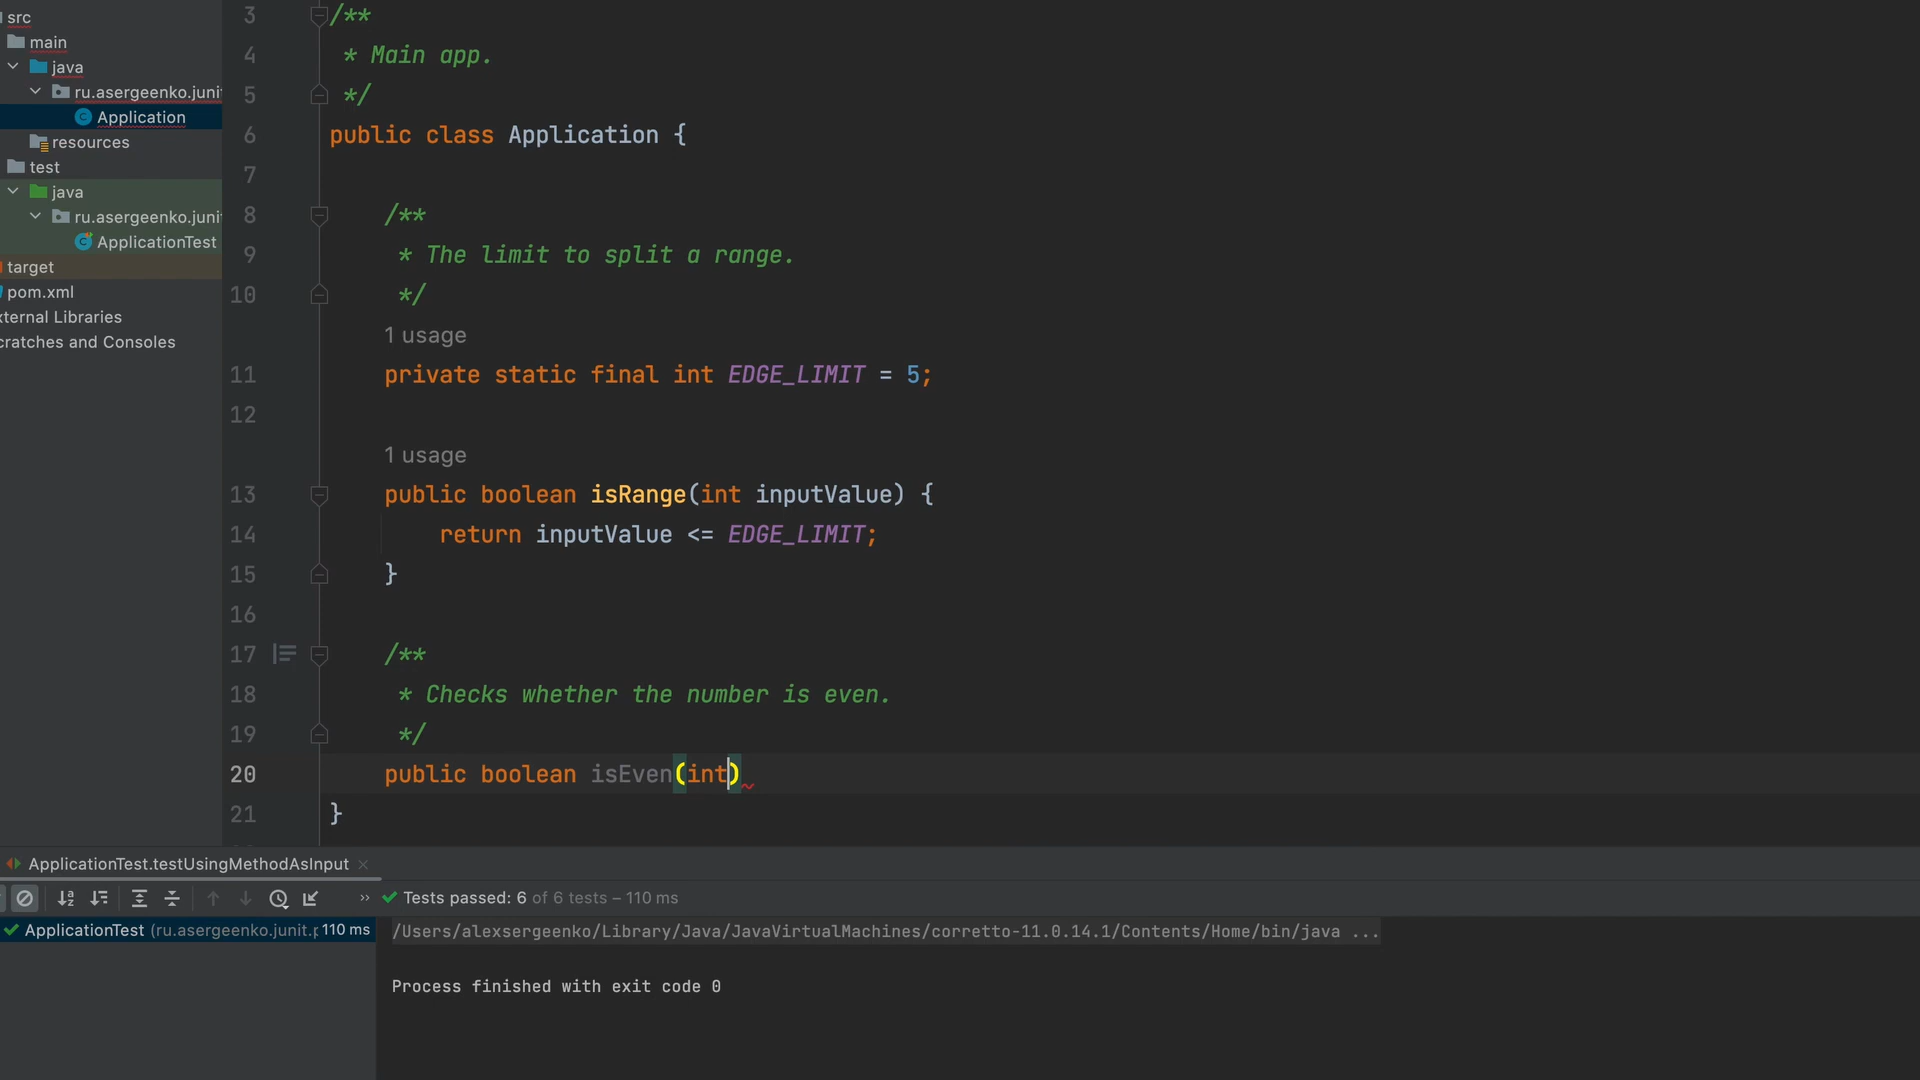 src
main
java
ru.asergeenko.junit
Application
resources
test
java
ru.asergeenko.junit
ApplicationTest
target
pom.xml
xternal Libraries
cratches and Consoles
3 /**
4 * Main app.
5 */
6 public class Application {
7
8 /**
9 * The limit to split a range.
10 */
1 usage
11 private static final int EDGE_LIMIT = 5;
12
1 usage
13 public boolean isRange(int inputValue) {
14 return inputValue <= EDGE_LIMIT;
15 }
16
17 /**
18 * Checks whether the number is even.
19 */
20 public boolean isEven(int)
21 }
ApplicationTest.testUsingMethodAsInput ×
» Tests passed: 6 of 6 tests – 110 ms
ApplicationTest (ru.asergeenko.junit.p 110 ms
/Users/alexsergeenko/Library/Java/JavaVirtualMachines/corretto-11.0.14.1/Contents/Home/bin/java ...
Process finished with exit code 0